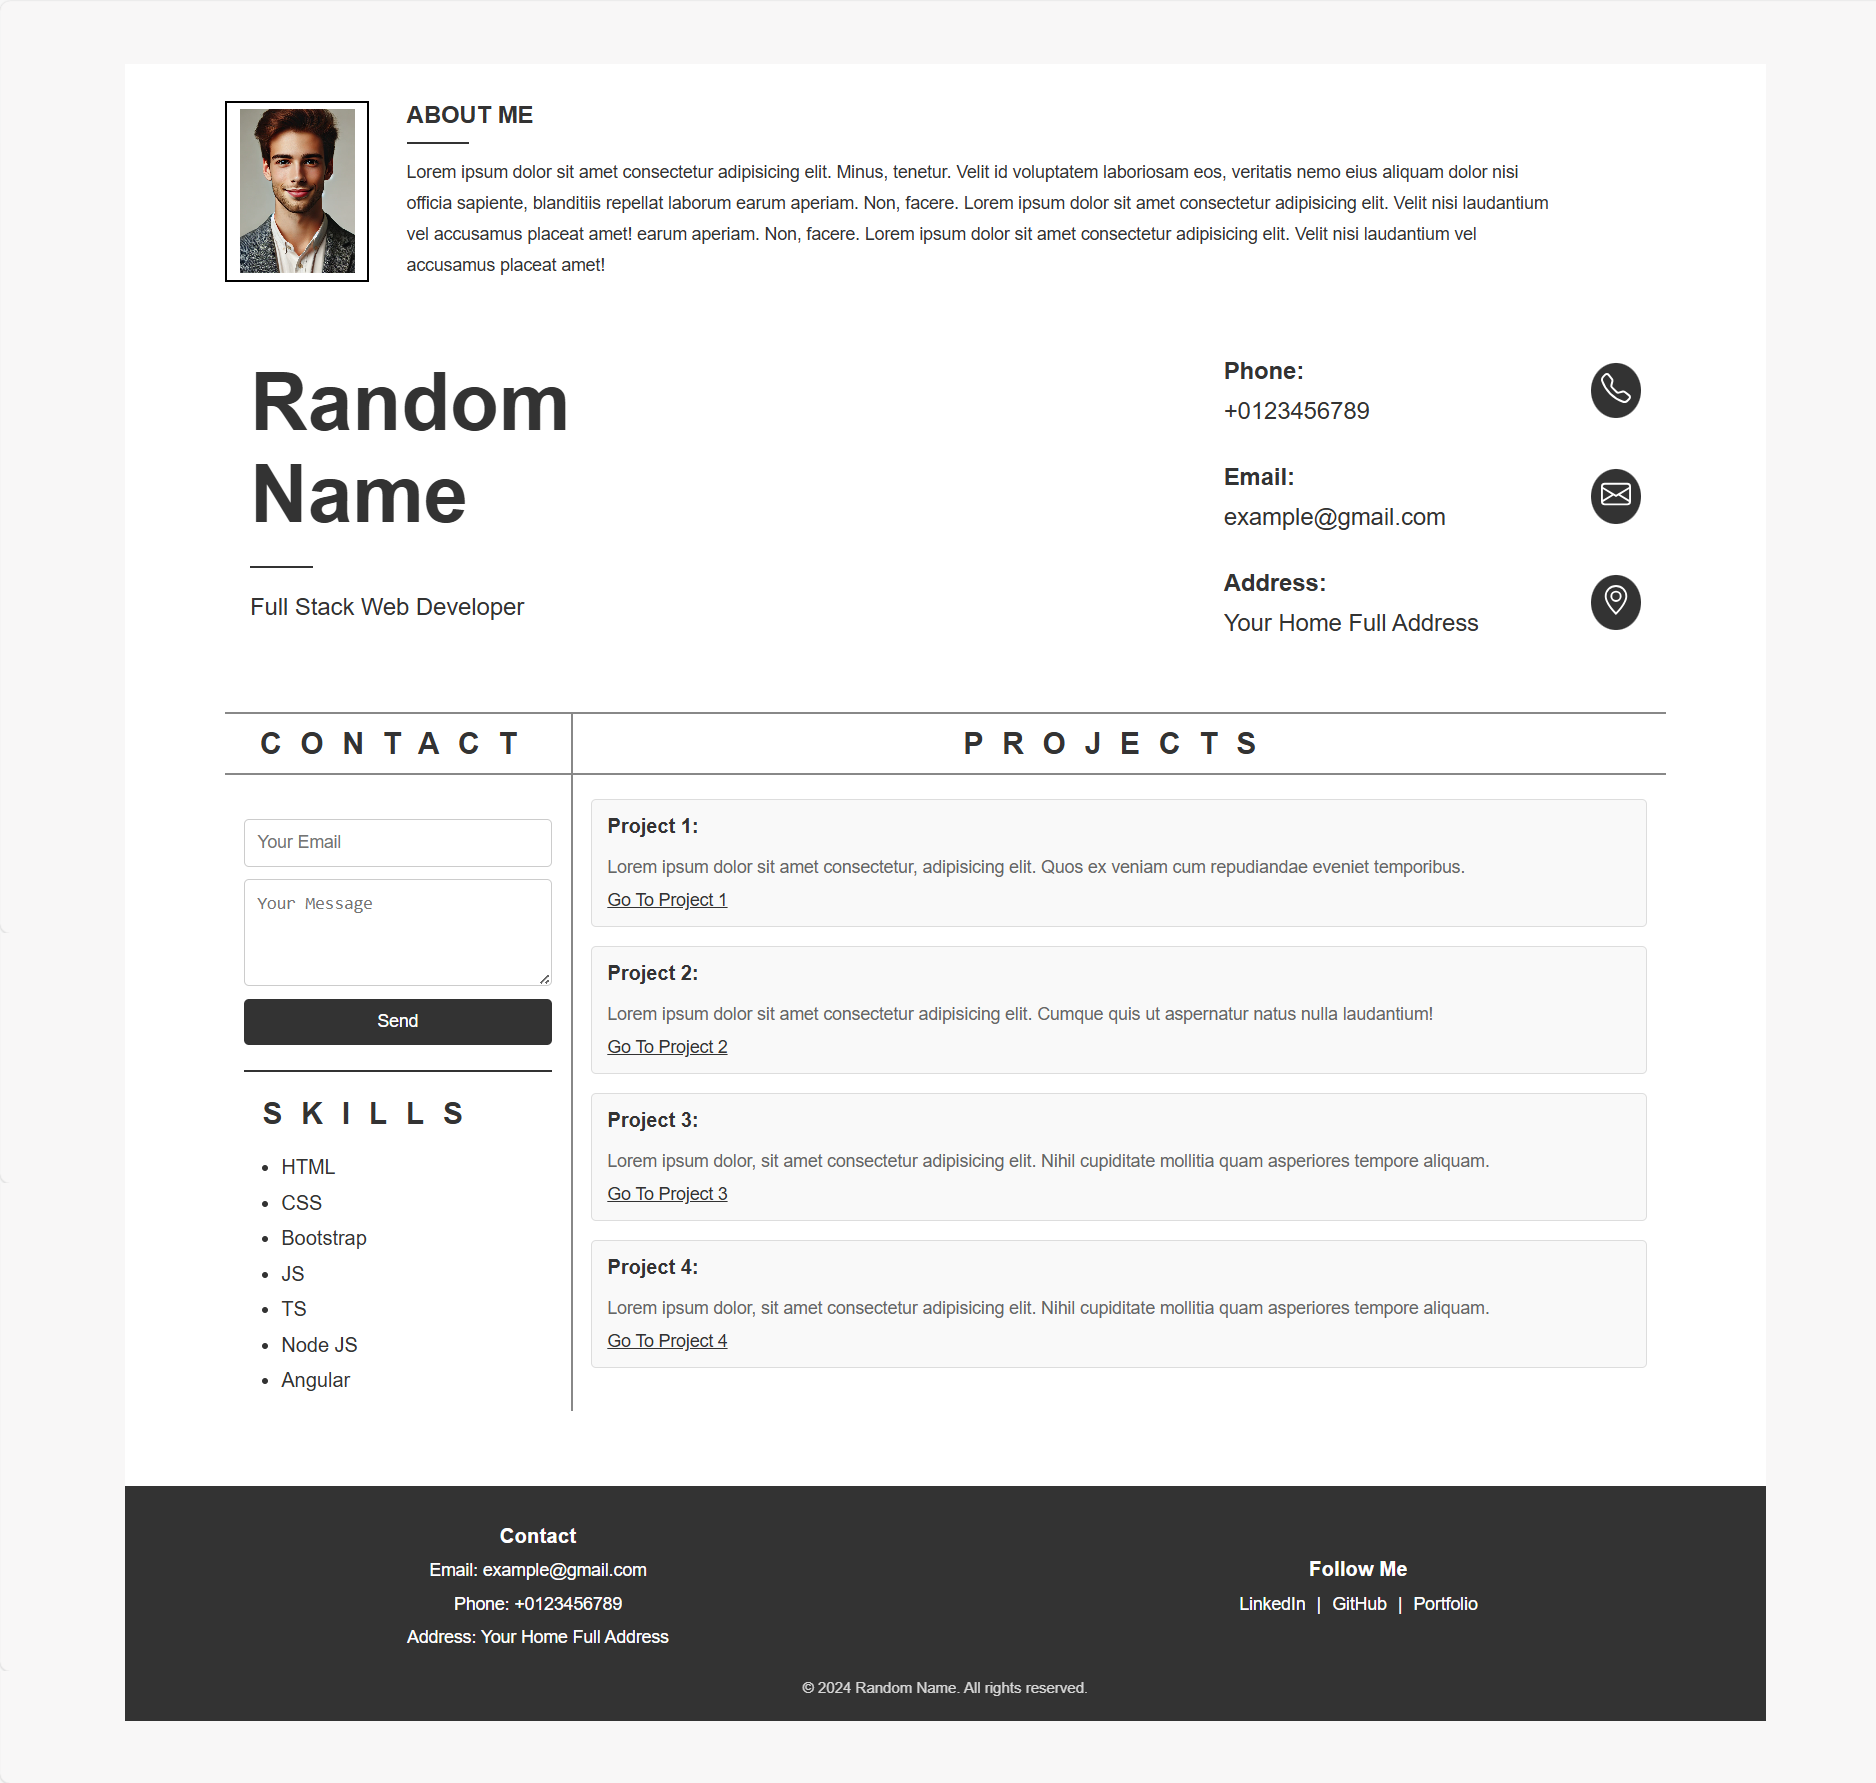 ABOUT ME
Lorem ipsum dolor sit amet consectetur adipisicing elit. Minus, tenetur. Velit id voluptatem laboriosam eos, veritatis nemo eius aliquam dolor nisi
officia sapiente, blanditiis repellat laborum earum aperiam. Non, facere. Lorem ipsum dolor sit amet consectetur adipisicing elit. Velit nisi laudantium
vel accusamus placeat amet! earum aperiam. Non, facere. Lorem ipsum dolor sit amet consectetur adipisicing elit. Velit nisi laudantium vel
accusamus placeat amet!
Random
Name
Full Stack Web Developer
Phone:
+0123456789
Email:
example@gmail.com
Address:
Your Home Full Address
CONTACT
Your Email
Your Message
Send
SKILLS
HTML
CSS
Bootstrap
JS
TS
Node JS
Angular
PROJECTS
Project 1:
Lorem ipsum dolor sit amet consectetur, adipisicing elit. Quos ex veniam cum repudiandae eveniet temporibus.
Go To Project 1
Project 2:
Lorem ipsum dolor sit amet consectetur adipisicing elit. Cumque quis ut aspernatur natus nulla laudantium!
Go To Project 2
Project 3:
Lorem ipsum dolor, sit amet consectetur adipisicing elit. Nihil cupiditate mollitia quam asperiores tempore aliquam.
Go To Project 3
Project 4:
Lorem ipsum dolor, sit amet consectetur adipisicing elit. Nihil cupiditate mollitia quam asperiores tempore aliquam.
Go To Project 4
Contact
Email: example@gmail.com
Phone: +0123456789
Address: Your Home Full Address
Follow Me
LinkedIn | GitHub | Portfolio
© 2024 Random Name. All rights reserved.